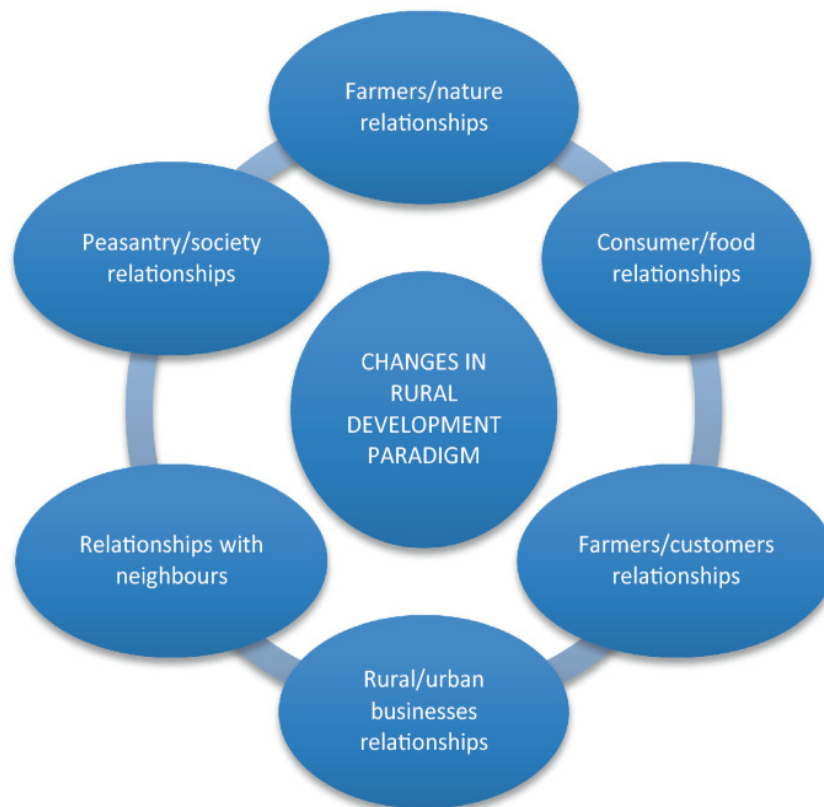 Farmers/nature
relationships
Consumer/food
relationships
Farmers/customers
relationships
Rural/urban
businesses
relationships
Relationships with
neighbours
Peasantry/society
relationships
CHANGES IN
RURAL
DEVELOPMENT
PARADIGM